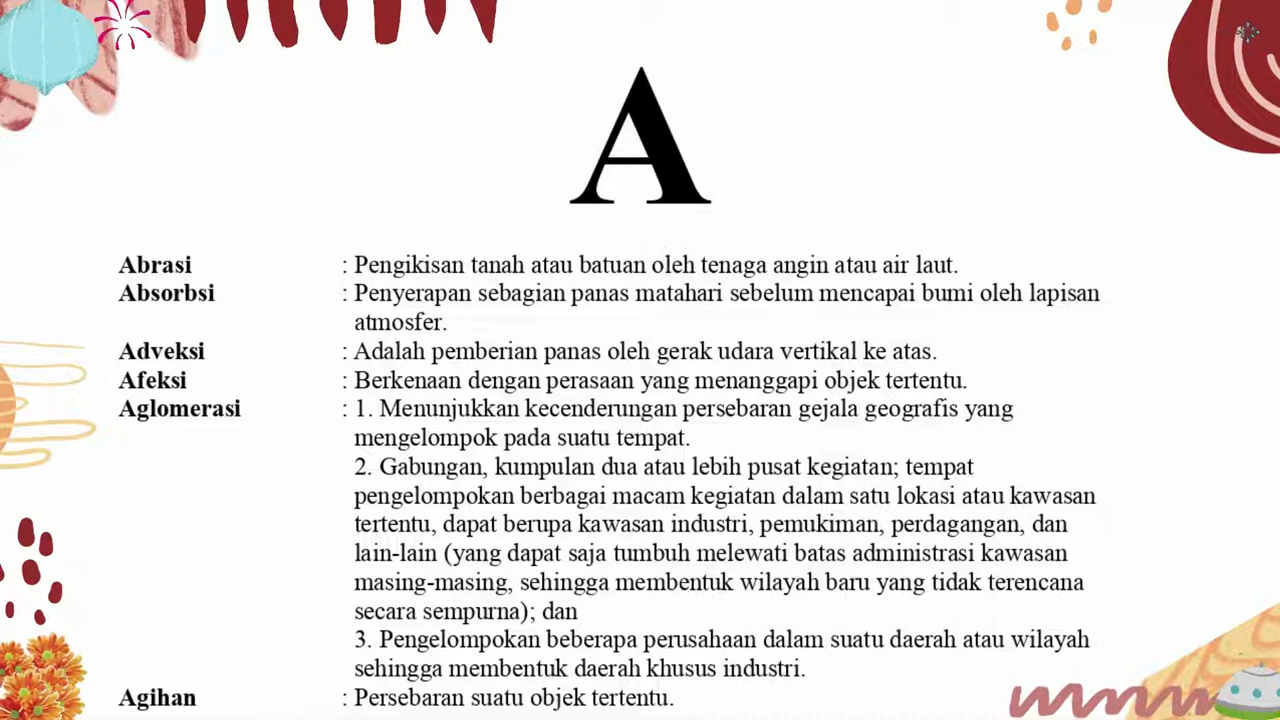 A
Abrasi : Pengikisan tanah atau batuan oleh tenaga angin atau air laut.
Absorbsi : Penyerapan sebagian panas matahari sebelum mencapai bumi oleh lapisan
atmosfer.
Adveksi : Adalah pemberian panas oleh gerak udara vertikal ke atas.
Afeksi : Berkenaan dengan perasaan yang menanggapi objek tertentu.
Aglomerasi : 1. Menunjukkan kecenderungan persebaran gejala geografis yang
mengelompok pada suatu tempat.
2. Gabungan, kumpulan dua atau lebih pusat kegiatan; tempat
pengelompokan berbagai macam kegiatan dalam satu lokasi atau kawasan
tertentu, dapat berupa kawasan industri, pemukiman, perdagangan, dan
lain-lain (yang dapat saja tumbuh melewati batas administrasi kawasan
masing-masing, sehingga membentuk wilayah baru yang tidak terencana
secara sempurna); dan
3. Pengelompokan beberapa perusahaan dalam suatu daerah atau wilayah
sehingga membentuk daerah khusus industri.
Agihan : Persebaran suatu objek tertentu.